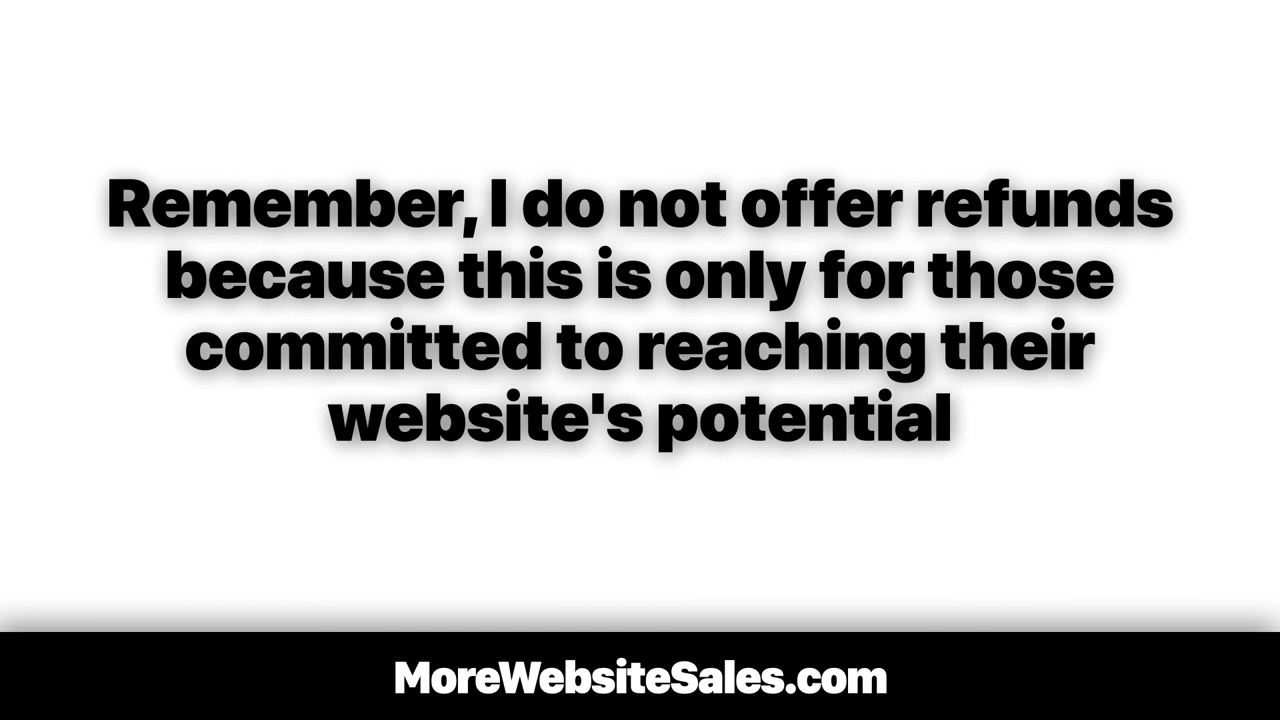 Remember, I do not offer refunds
because this is only for those
committed to reaching their
website's potential
MoreWebsiteSales.com